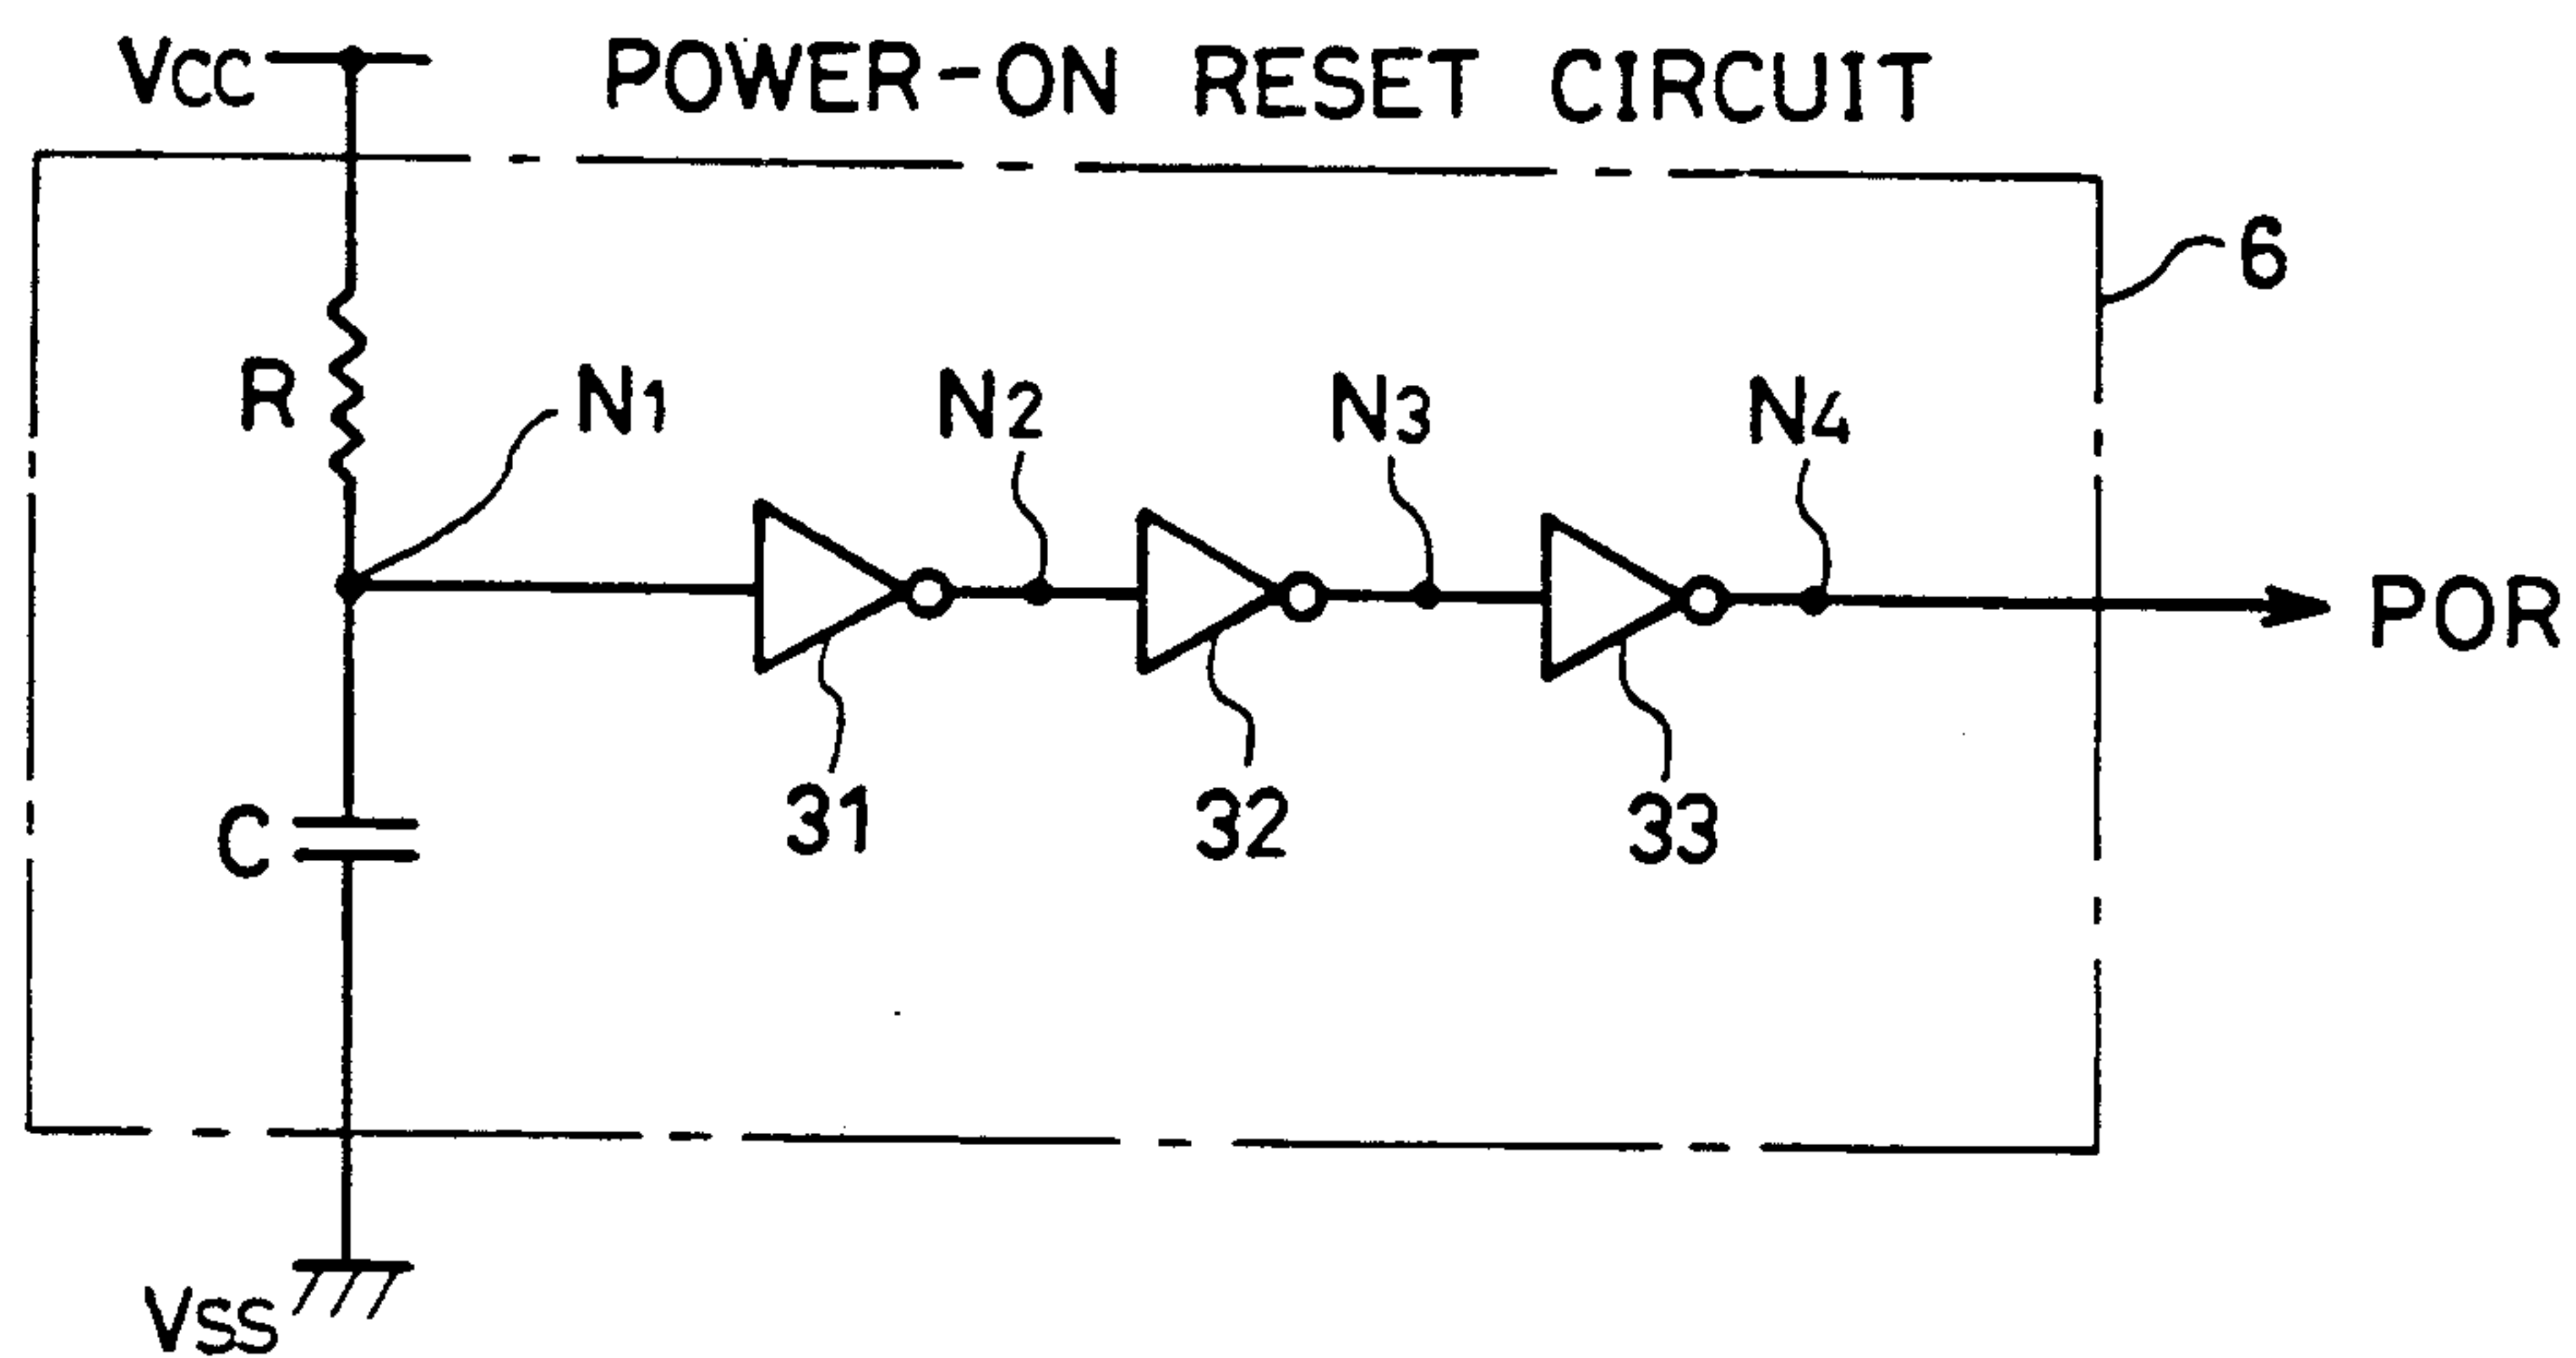 VCC
POWER-ON RESET CIRCUIT
6
R
N1
N2
N3
N4
POR
31
32
33
C
VSS